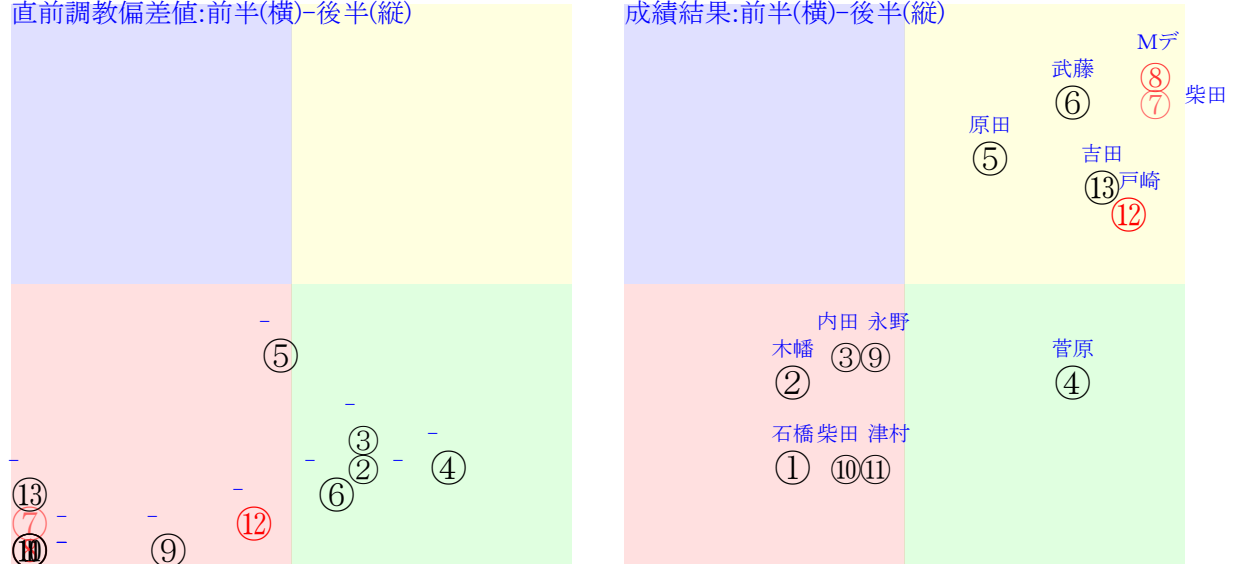 直前調教偏差値:前半(横)-後半(縦)
-
⑤
-
③
-
④
-
-
-
②
⑥
-
⑬
⑦
-
-
-
⑫
-
⑨
成績結果:前半(横)-後半(縦)
Mデ
⑧
武藤
⑥
⑦
柴田
原田
⑤
吉田
⑬
戸崎
⑫
内田 永野
③⑨
木幡
②
菅原
④
石橋 柴田 津村
① ⑩⑪